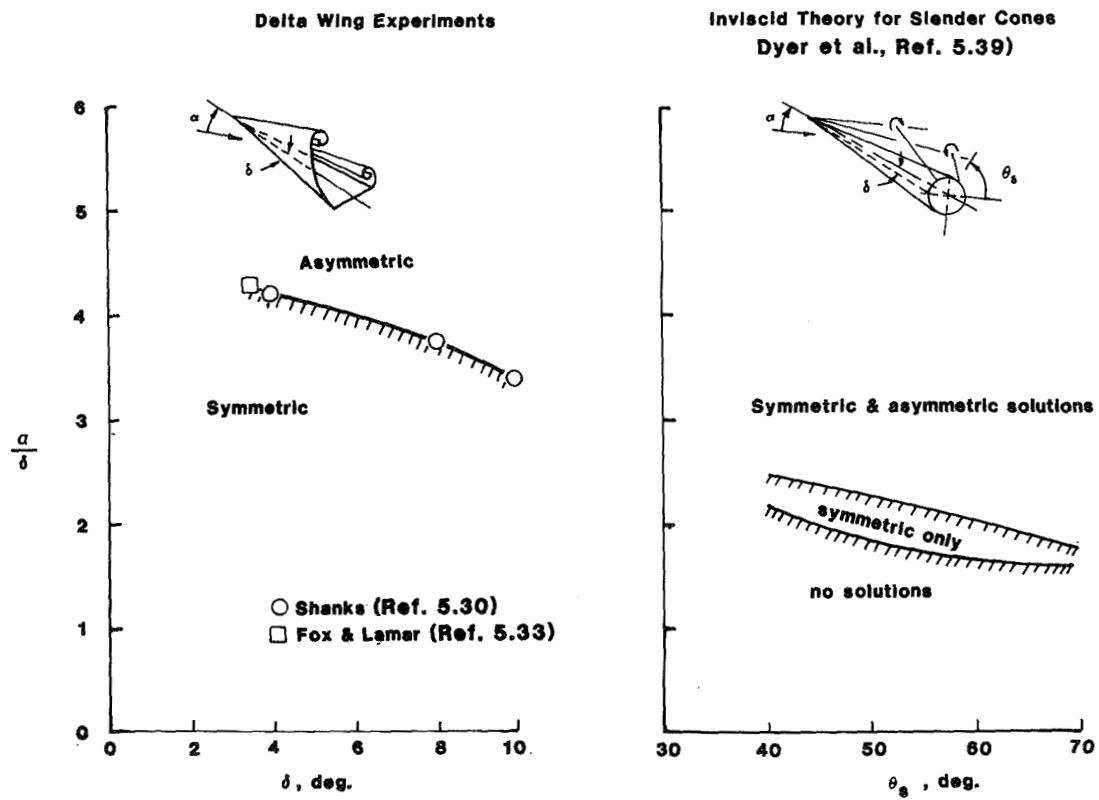 Delta Wing Experiments
Inviscid Theory for Slender Cones
Dyer et al., Ref. 5.39)
6
5
4
3
2
1
0
α/δ
α
δ
Asymmetric
Symmetric
Shanks (Ref. 5.30)
Fox & Lamar (Ref. 5.33)
0
2
4
6
8
10
δ , deg.
α
δ
θs
Symmetric & asymmetric solutions
symmetric only
no solutions
30
40
50
60
70
θs , deg.